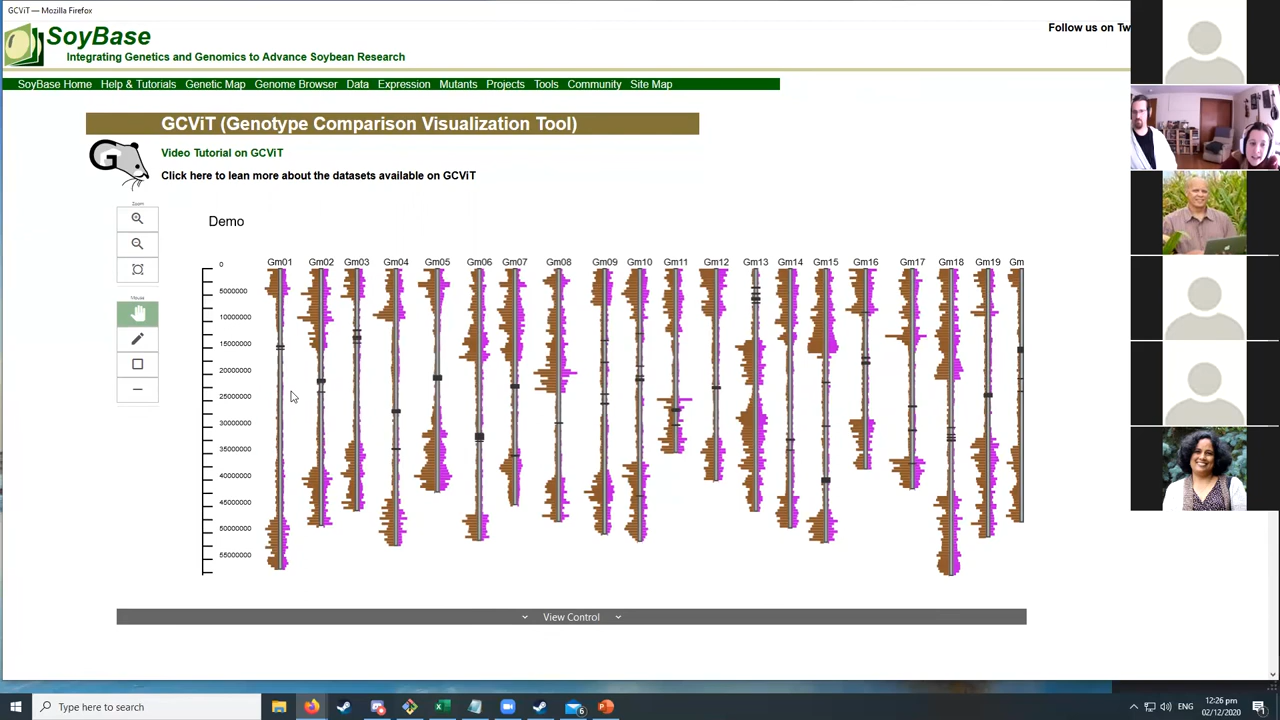 GCViT — Mozilla Firefox
SoyBase
Integrating Genetics and Genomics to Advance Soybean Research
Follow us on Tw
SoyBase Home Help & Tutorials Genetic Map Genome Browser Data Expression Mutants Projects Tools Community Site Map
GCViT (Genotype Comparison Visualization Tool)
G
Video Tutorial on GCViT
Click here to lean more about the datasets available on GCViT
Zoom
Mouse
Demo
Gm01 Gm02 Gm03 Gm04 Gm05 Gm06 Gm07 Gm08 Gm09 Gm10 Gm11 Gm12 Gm13 Gm14 Gm15 Gm16 Gm17 Gm18 Gm19 Gm
0
5000000
10000000
15000000
20000000
25000000
30000000
35000000
40000000
45000000
50000000
55000000
View Control
Type here to search
6
ENG
12:26 pm
02/12/2020
1